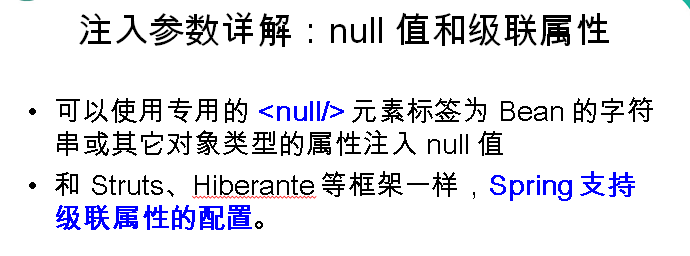 注入参数详解：null 值和级联属性
• 可以使用专用的 <null/> 元素标签为 Bean 的字符
串或其它对象类型的属性注入 null 值
• 和 Struts、Hiberante 等框架一样，Spring 支持
级联属性的配置。